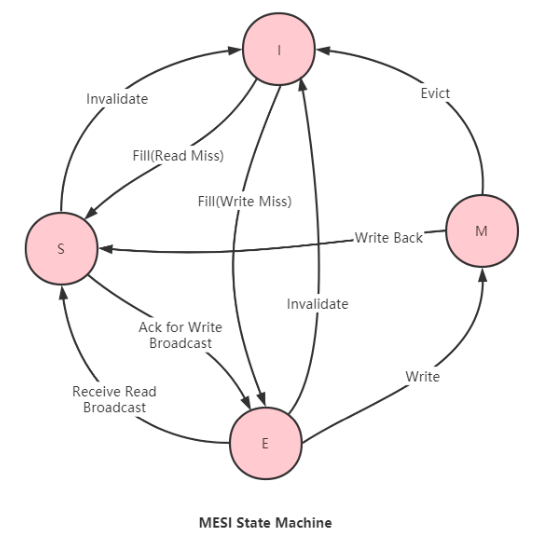 I
Invalidate
Evict
Fill(Read Miss)
Fill(Write Miss)
S
Write Back
M
Invalidate
Ack for Write
Broadcast
Write
Receive Read
Broadcast
E
MESI State Machine